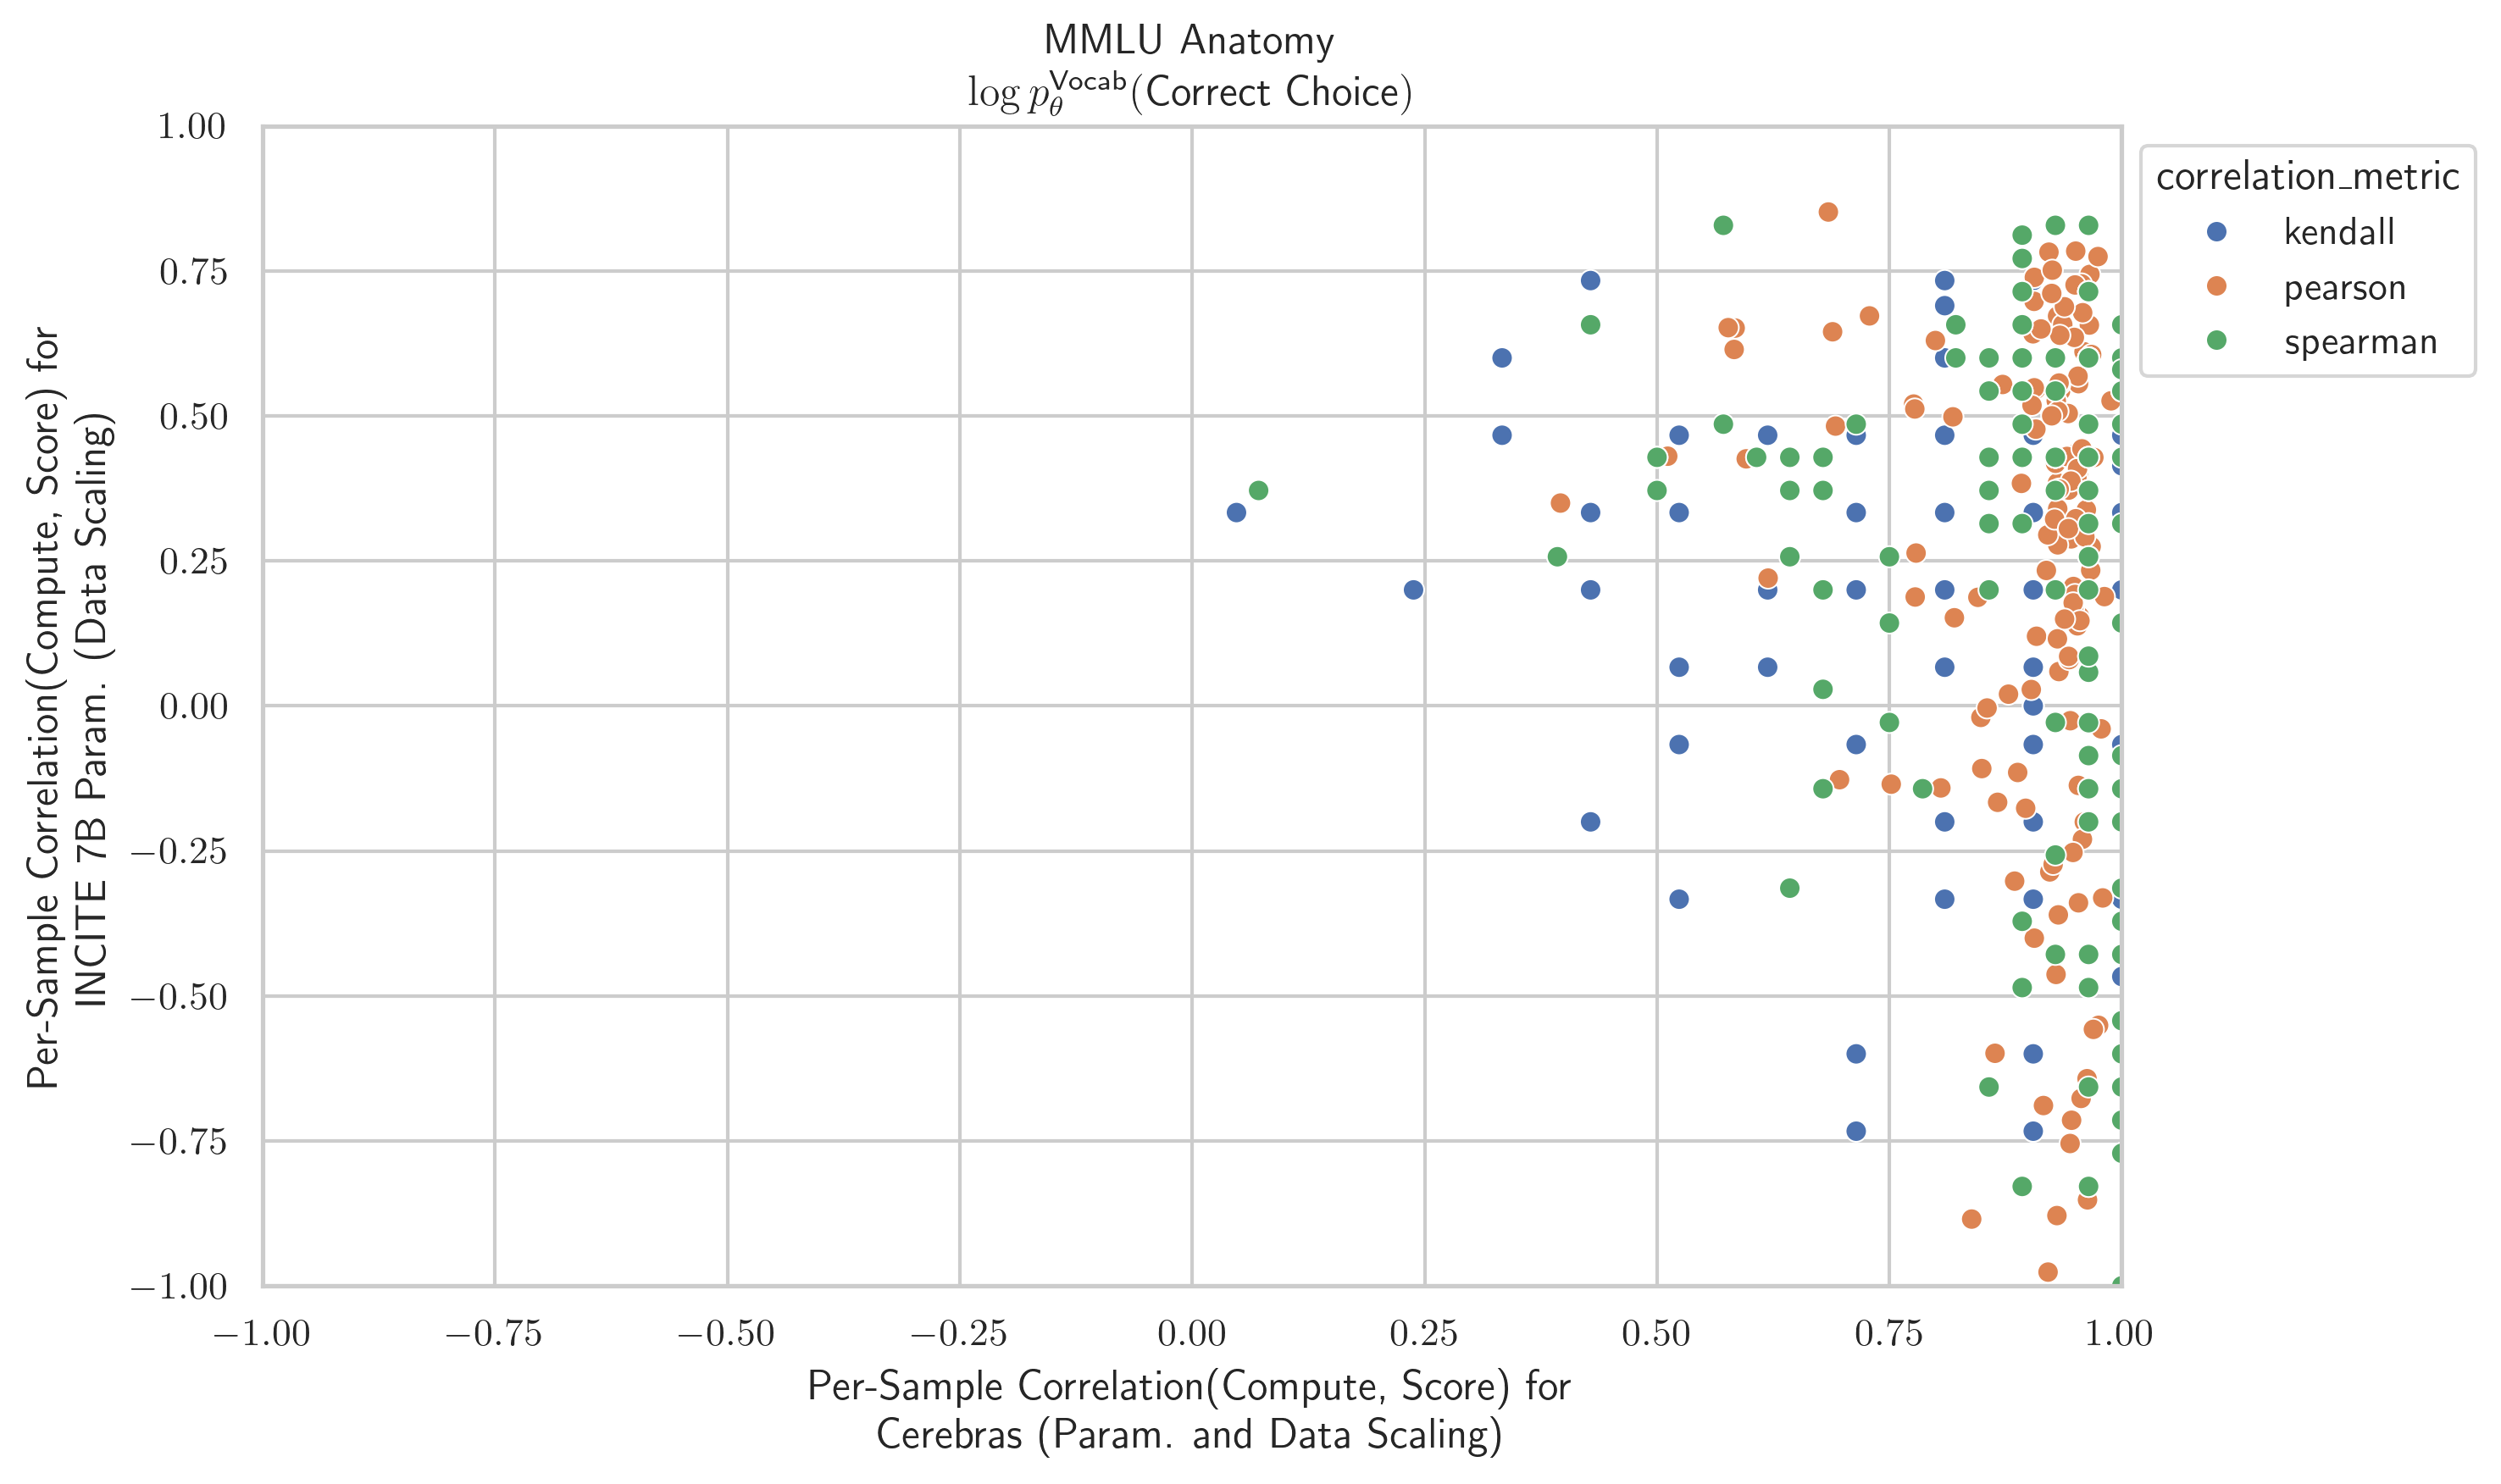 MMLU Anatomy
log p_θ^Vocab(Correct Choice)
Per-Sample Correlation(Compute, Score) for
INCITE 7B Param. (Data Scaling)
1.00
0.75
0.50
0.25
0.00
−0.25
−0.50
−0.75
−1.00
−1.00 −0.75 −0.50 −0.25 0.00 0.25 0.50 0.75 1.00
Per-Sample Correlation(Compute, Score) for
Cerebras (Param. and Data Scaling)
correlation_metric
kendall
pearson
spearman